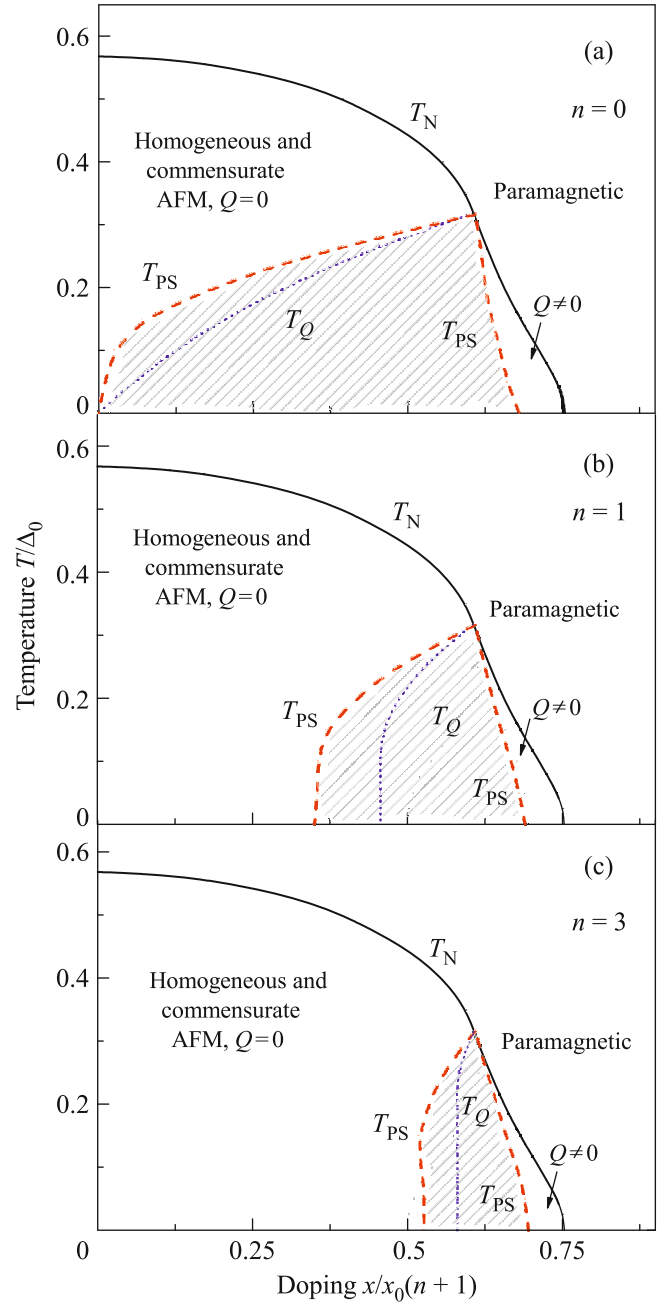 0.6
(a)
T_N
n = 0
Homogeneous and
commensurate
AFM, Q = 0
0.4
Paramagnetic
T_PS
0.2
T_Q
T_PS
Q ≠ 0
0
0.6
(b)
T_N
n = 1
Homogeneous and
commensurate
AFM, Q = 0
0.4
Paramagnetic
T_PS
0.2
T_Q
Q ≠ 0
T_PS
0
Temperature T/Δ₀
0.6
(c)
T_N
n = 3
Homogeneous and
commensurate
AFM, Q = 0
0.4
Paramagnetic
0.2
T_PS
T_Q
Q ≠ 0
T_PS
0 0.25 0.5 0.75
Doping x/x₀(n + 1)